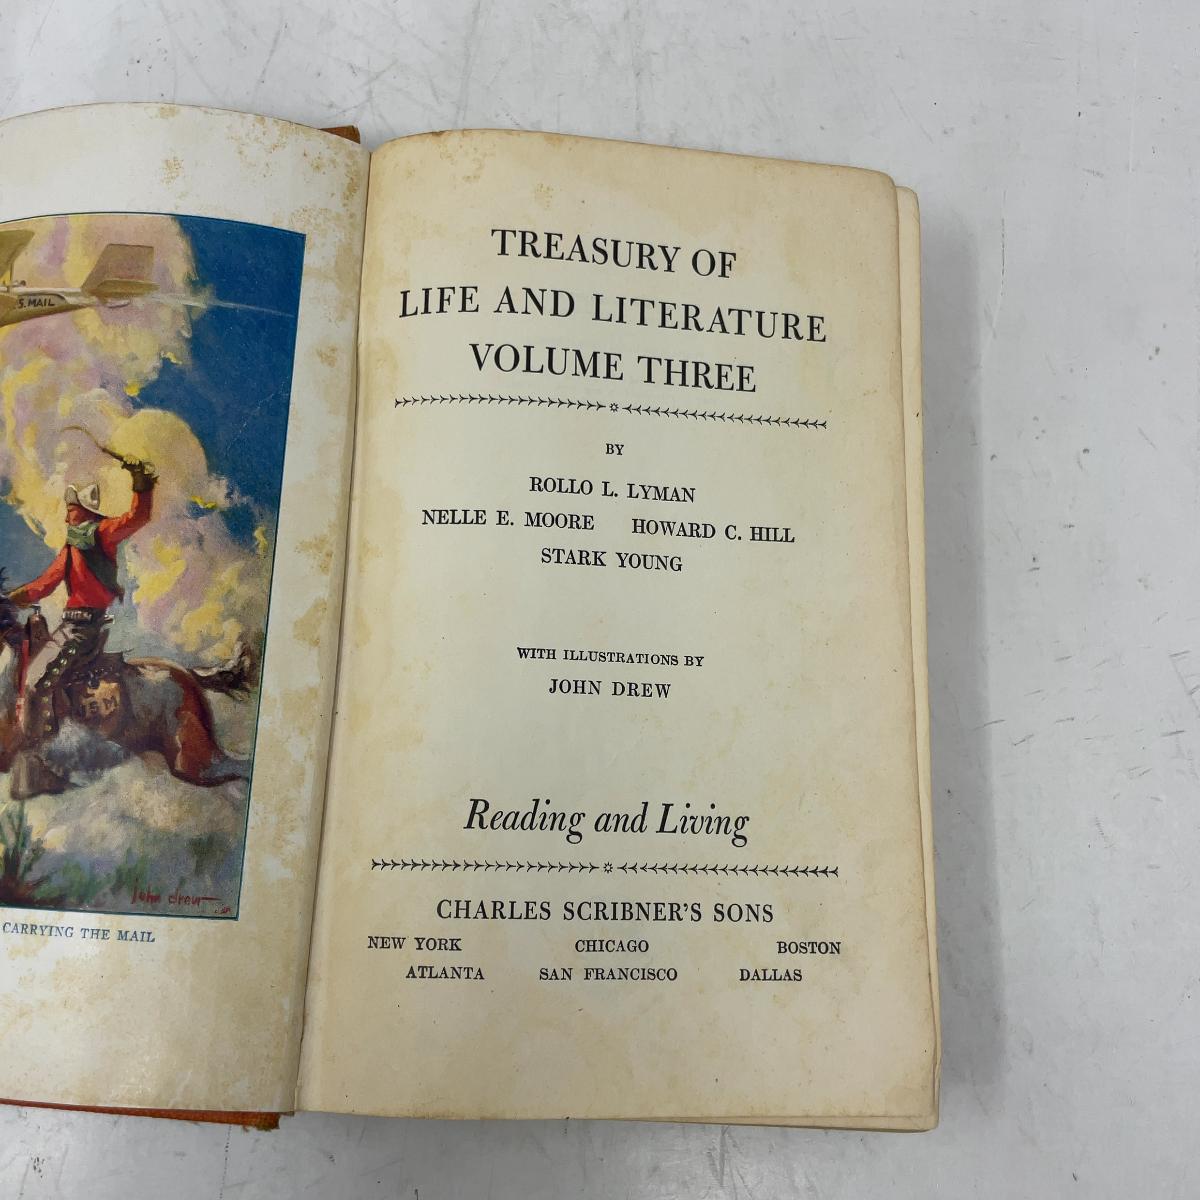 S. MAIL
USM
John Drew
CARRYING THE MAIL
TREASURY OF
LIFE AND LITERATURE
VOLUME THREE
BY
ROLLO L. LYMAN
NELLE E. MOORE HOWARD C. HILL
STARK YOUNG
WITH ILLUSTRATIONS BY
JOHN DREW
Reading and Living
CHARLES SCRIBNER'S SONS
NEW YORK CHICAGO BOSTON
ATLANTA SAN FRANCISCO DALLAS